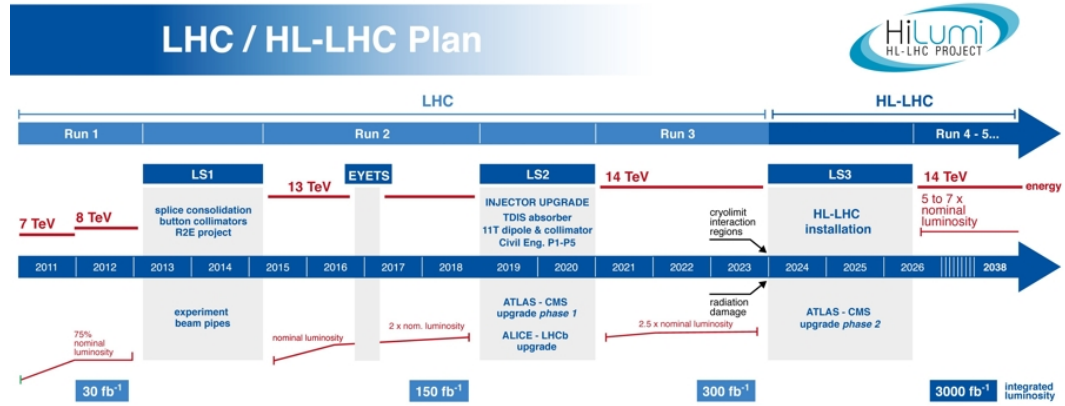 LHC / HL-LHC Plan
HiLumi
HL-LHC PROJECT
LHC
HL-LHC
Run 1
Run 2
Run 3
Run 4 - 5...
LS1
EYETS
LS2
LS3
13 TeV
14 TeV
14 TeV
energy
7 TeV
8 TeV
splice consolidation
button collimators
R2E project
INJECTOR UPGRADE
TDIS absorber
11T dipole & collimator
Civil Eng. P1-P5
cryolimit
interaction
regions
HL-LHC
installation
5 to 7 x
nominal
luminosity
2011
2012
2013
2014
2015
2016
2017
2018
2019
2020
2021
2022
2023
2024
2025
2026
2038
75%
nominal
luminosity
experiment
beam pipes
nominal luminosity
2 x nom. luminosity
ATLAS - CMS
upgrade phase 1
ALICE - LHCb
upgrade
2.5 x nominal luminosity
radiation
damage
ATLAS - CMS
upgrade phase 2
30 fb⁻¹
150 fb⁻¹
300 fb⁻¹
3000 fb⁻¹
integrated
luminosity